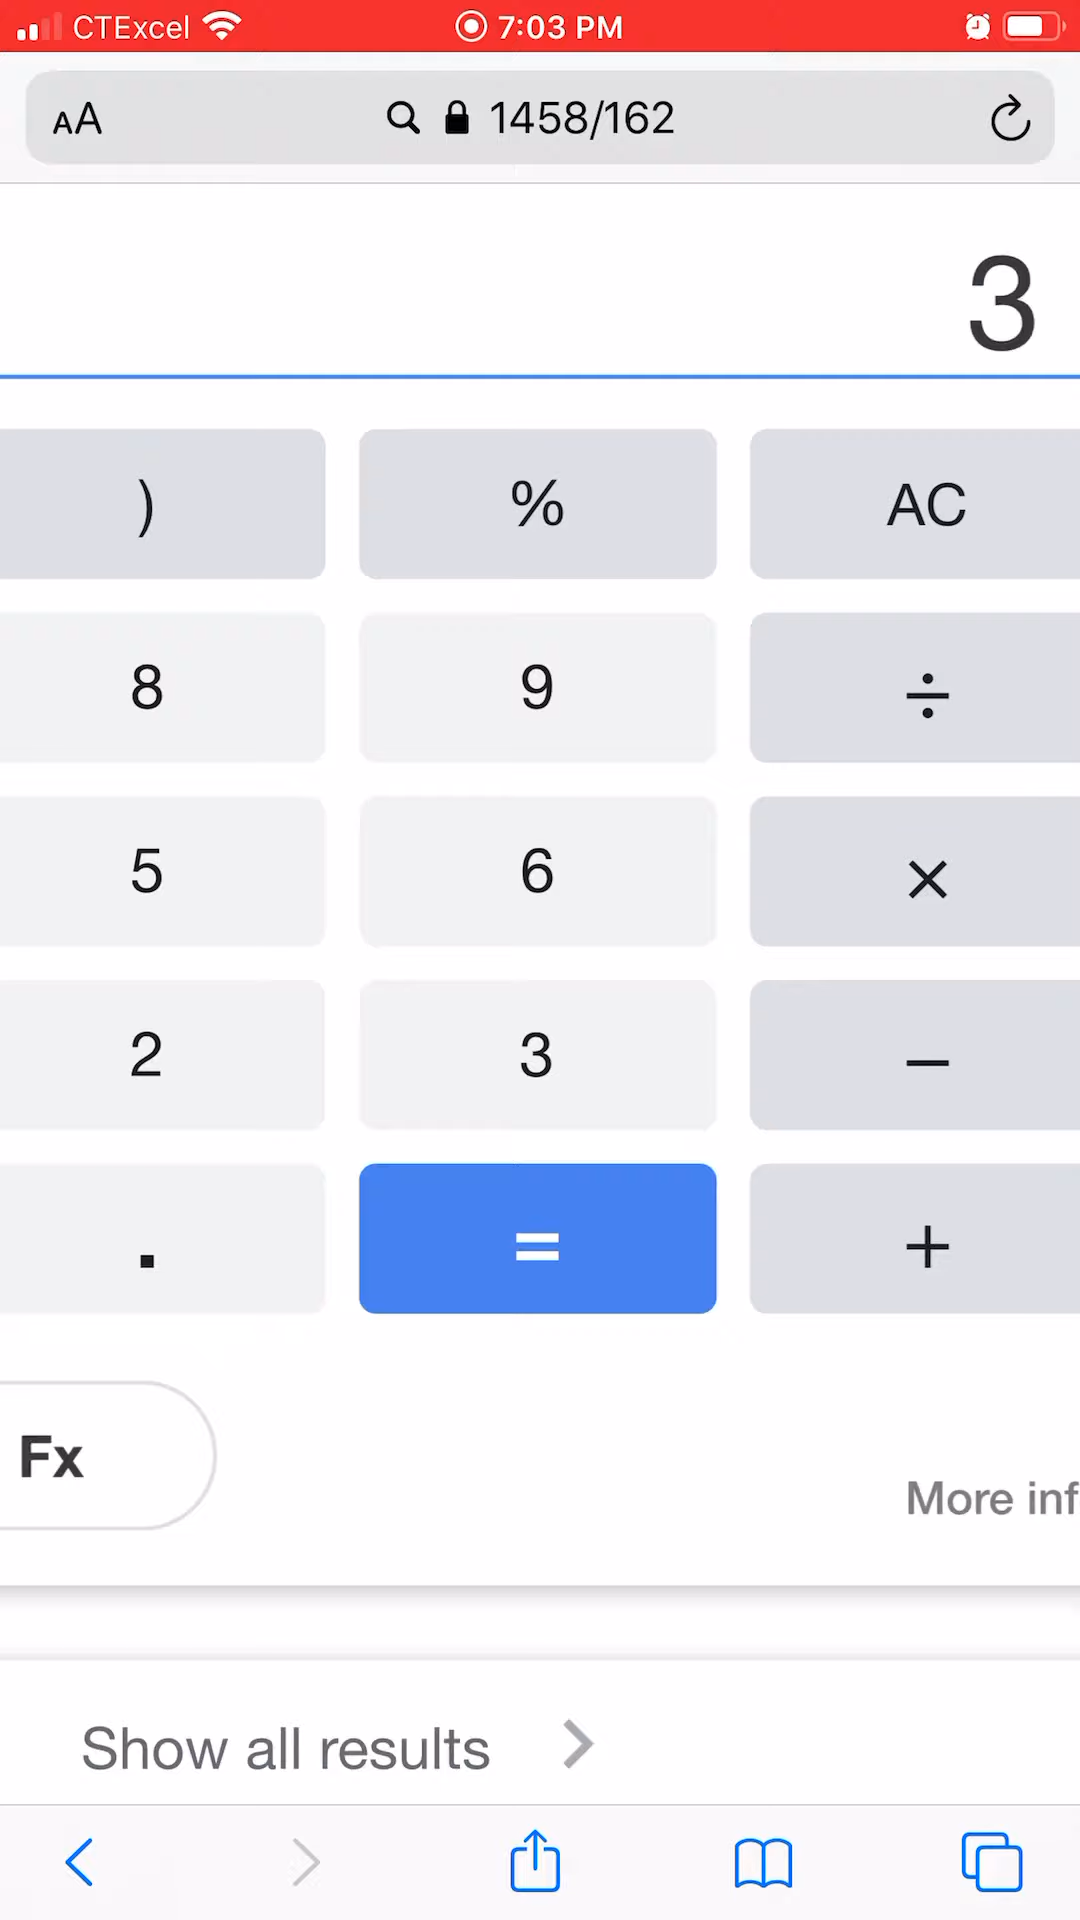 CTExcel 7:03 PM
AA 1458/162
3
) % AC
8 9 ÷
5 6 ×
2 3 −
. = +
Fx
More inf
Show all results